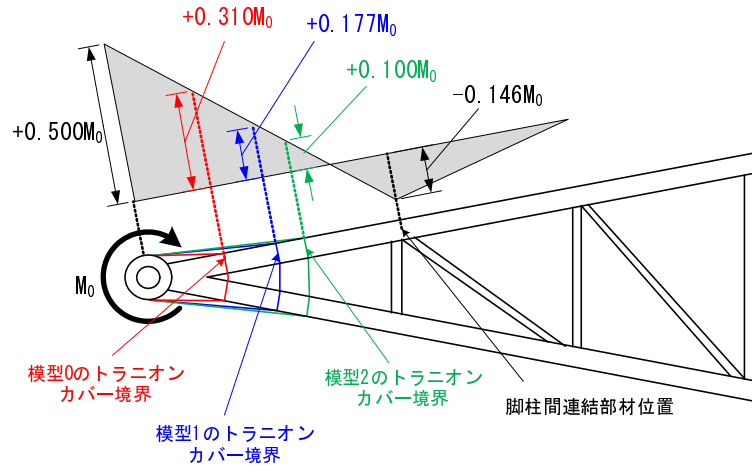 +0.310M₀
+0.177M₀
+0.100M₀
-0.146M₀
+0.500M₀
M₀
模型0のトラニオン
カバー境界
模型1のトラニオン
カバー境界
模型2のトラニオン
カバー境界
脚柱間連結部材位置